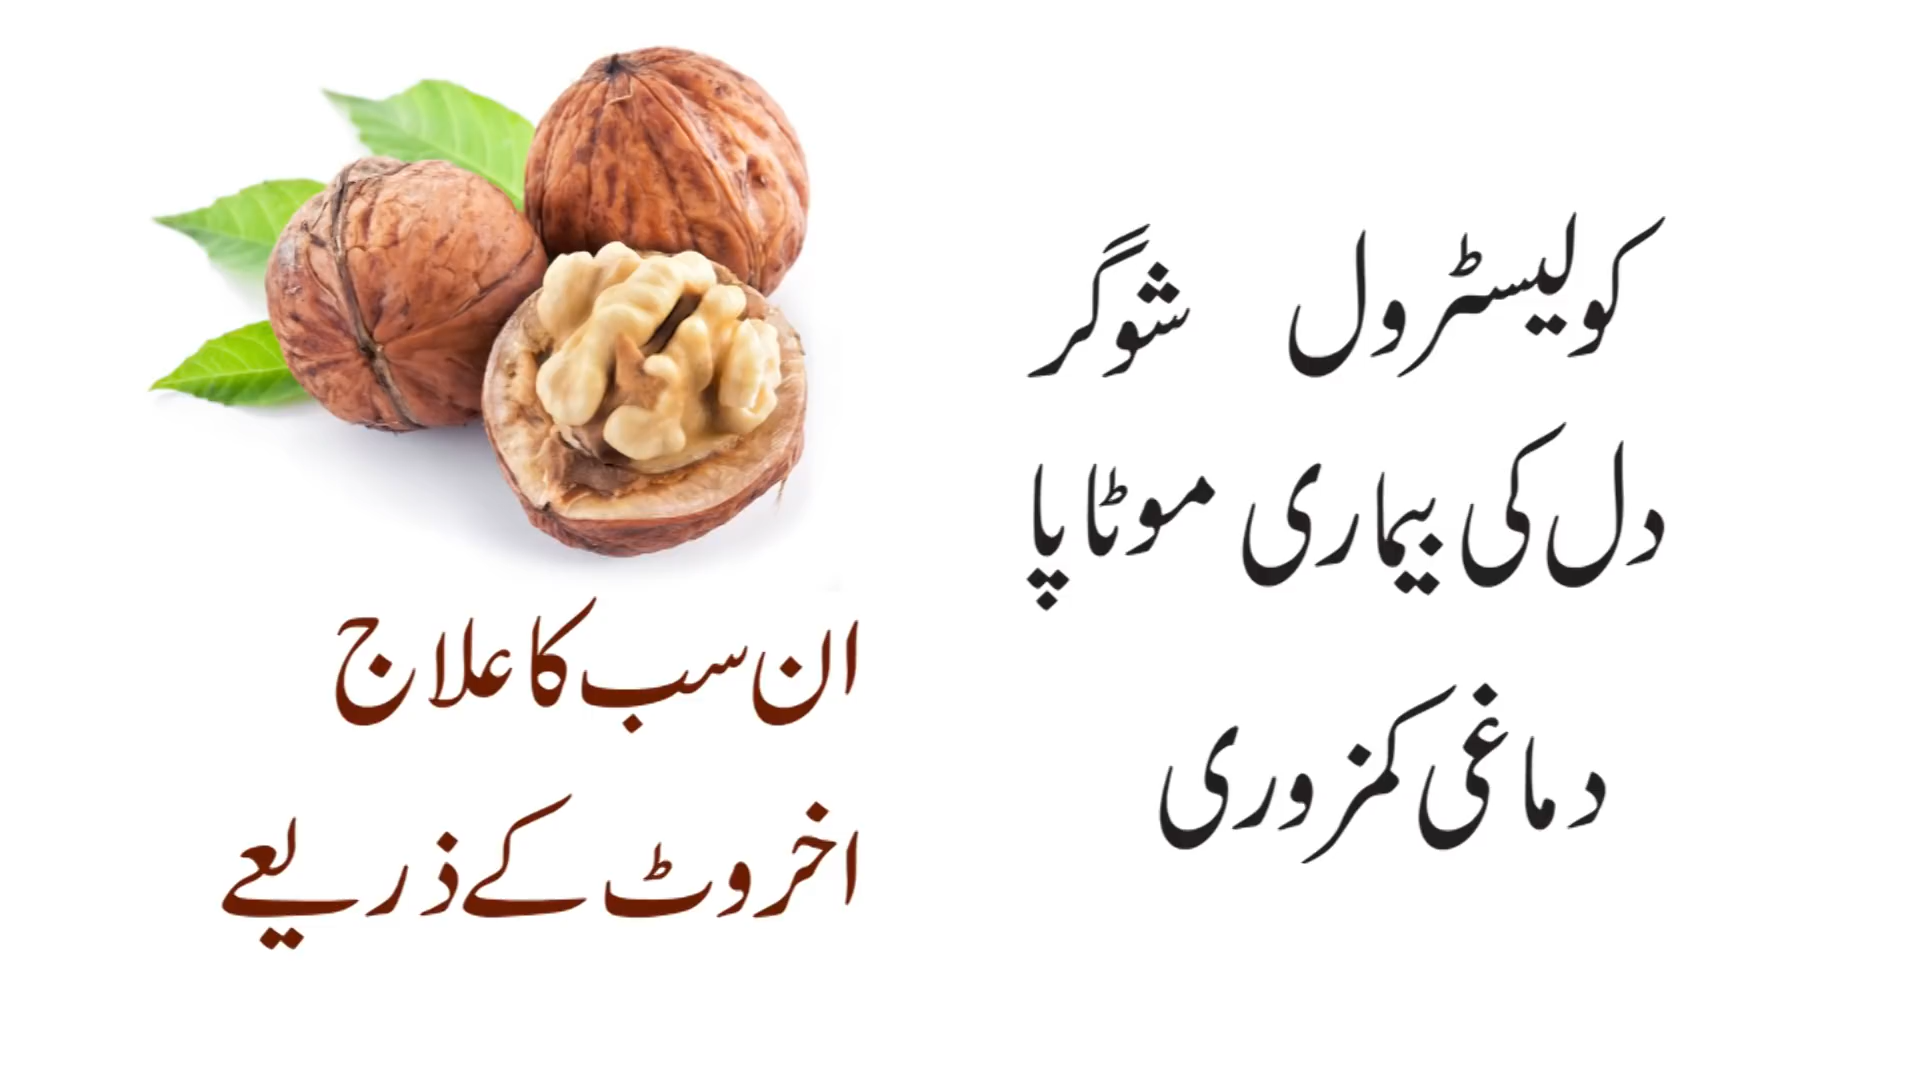 کولیسٹرول شوگر
دل کی بیماری موٹاپا
دماغی کمزوری
ان سب کا علاج
اخروٹ کے ذریعے